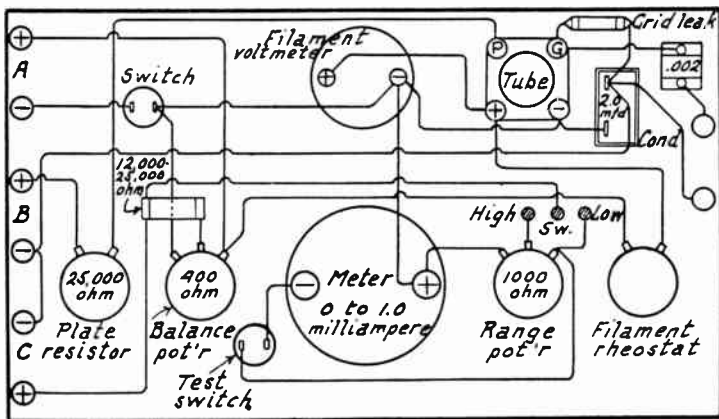 Grid leak
Filament
voltmeter
P
G
.002
A
Switch
Tube
2.0
mfd
Cond
12,000-
25,000
ohm
B
High
Sw.
Low
25,000
ohm
400
ohm
Meter
0 to 1.0
milliampere
1000
ohm
C
Plate
resistor
Balance
pot'r
Test
switch
Range
pot'r
Filament
rheostat